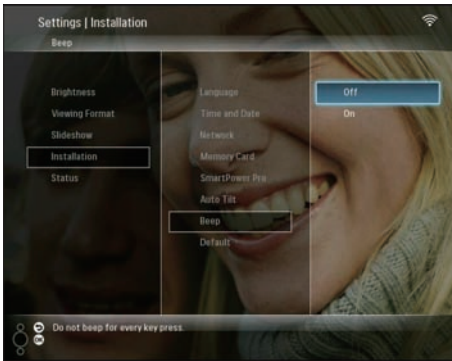 Settings | Installation
Beep
Brightness
Viewing Format
Slideshow
Installation
Status
Language
Time and Date
Network
Memory Card
SmartPower Pro
Auto Tilt
Beep
Default
Off
On
OK
Do not beep for every key press.